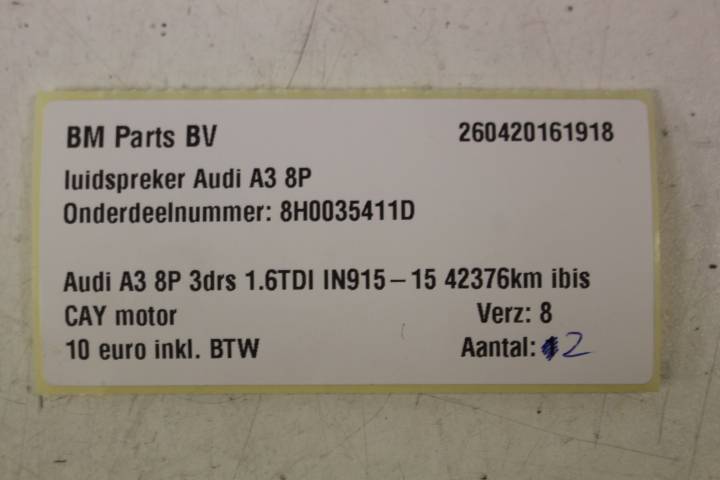 BM Parts BV 260420161918
luidspreker Audi A3 8P
Onderdeelnummer: 8H0035411D
Audi A3 8P 3drs 1.6TDI IN915-15 42376km ibis
CAY motor Verz: 8
10 euro inkl. BTW Aantal: 2